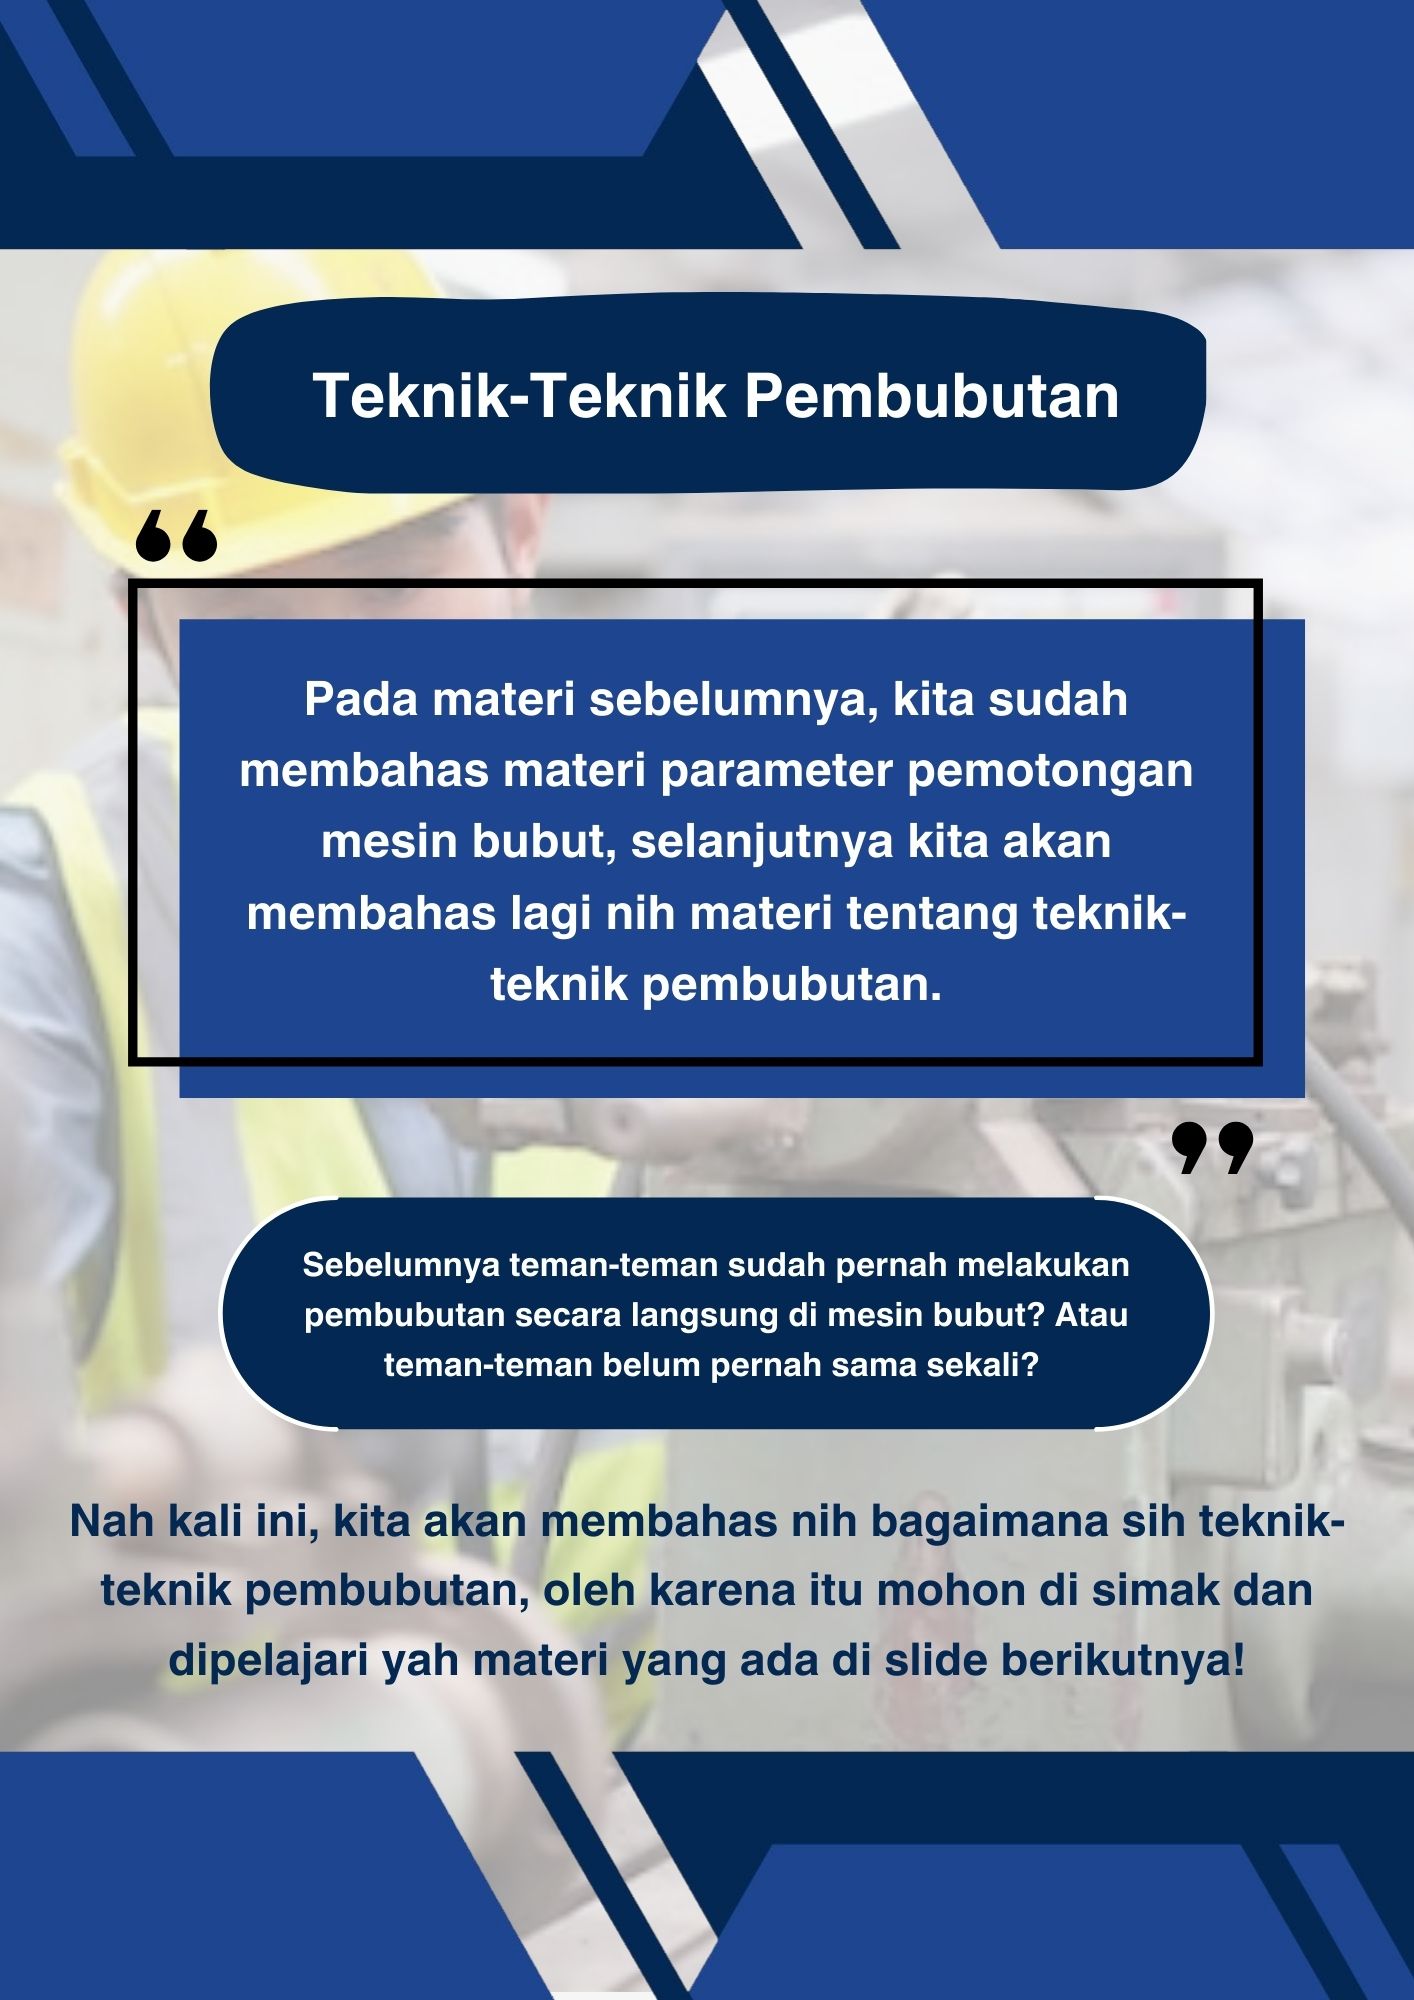 Teknik-Teknik Pembubutan
Pada materi sebelumnya, kita sudah
membahas materi parameter pemotongan
mesin bubut, selanjutnya kita akan
membahas lagi nih materi tentang teknik-
teknik pembubutan.
Sebelumnya teman-teman sudah pernah melakukan
pembubutan secara langsung di mesin bubut? Atau
teman-teman belum pernah sama sekali?
Nah kali ini, kita akan membahas nih bagaimana sih teknik-
teknik pembubutan, oleh karena itu mohon di simak dan
dipelajari yah materi yang ada di slide berikutnya!